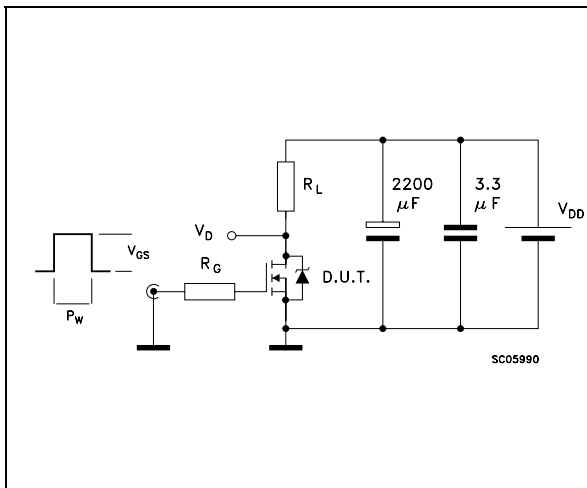 R_L
2200
μF
3.3
μF
V_DD
V_D
V_GS
R_G
D.U.T.
P_W
SC05990